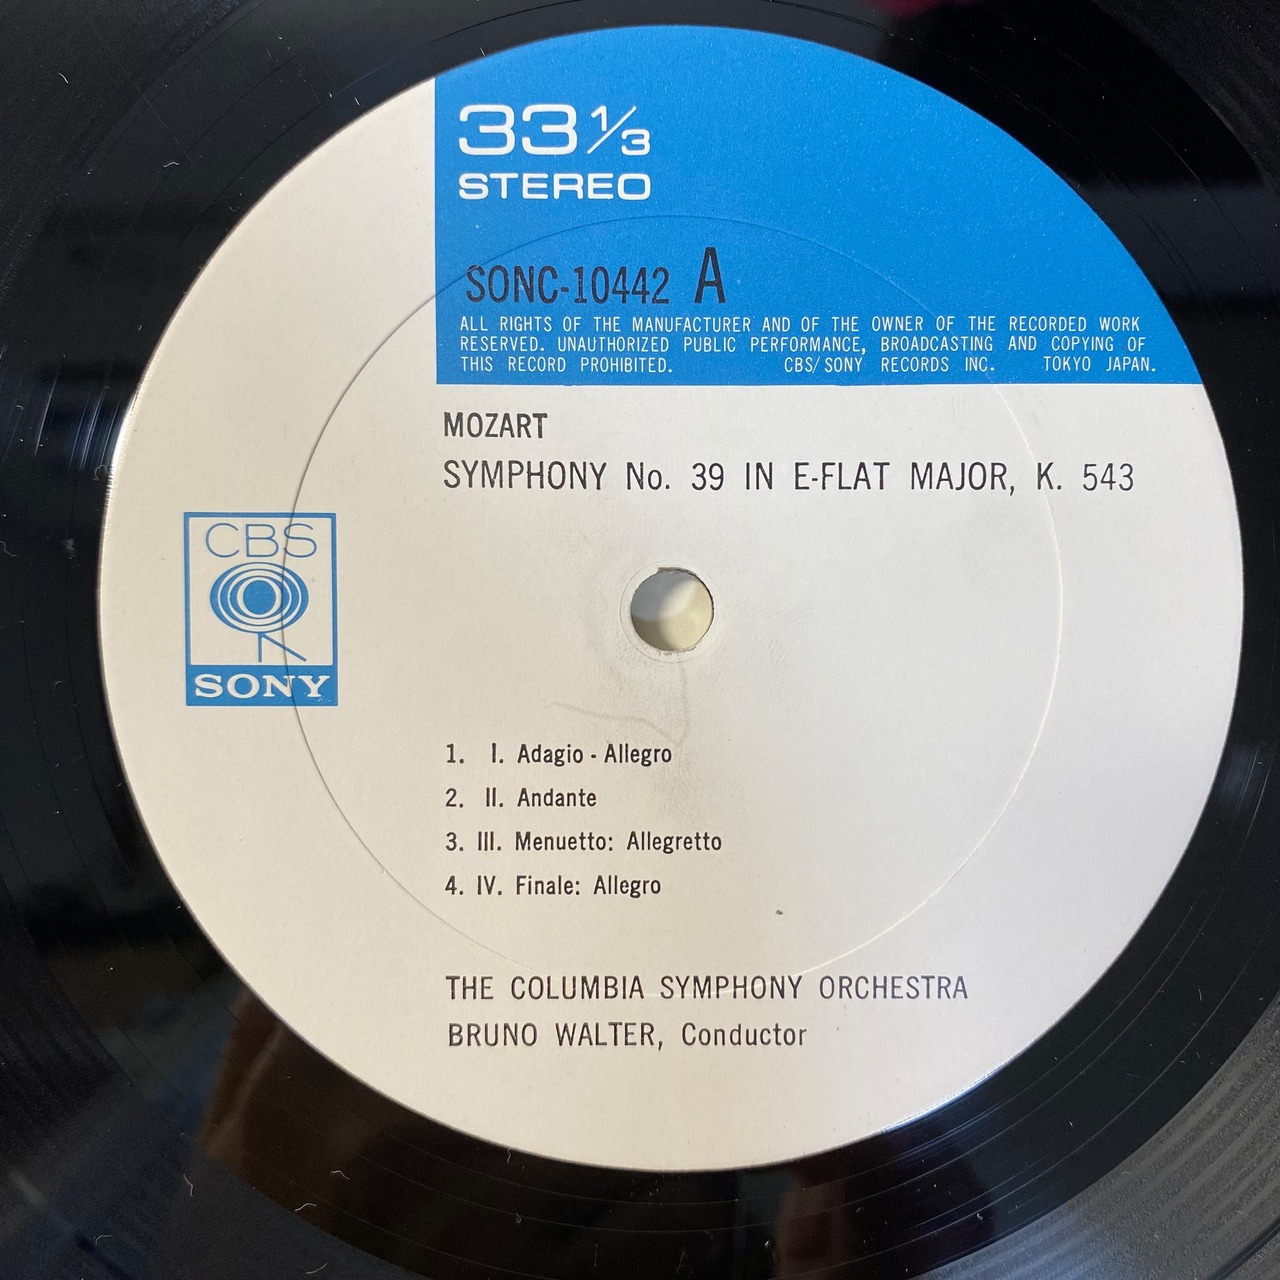 33 1/3
STEREO
SONC-10442 A
ALL RIGHTS OF THE MANUFACTURER AND OF THE OWNER OF THE RECORDED WORK
RESERVED. UNAUTHORIZED PUBLIC PERFORMANCE, BROADCASTING AND COPYING OF
THIS RECORD PROHIBITED. CBS/SONY RECORDS INC. TOKYO JAPAN.
MOZART
SYMPHONY No. 39 IN E-FLAT MAJOR, K. 543
CBS
SONY
1. I. Adagio - Allegro
2. II. Andante
3. III. Menuetto: Allegretto
4. IV. Finale: Allegro
THE COLUMBIA SYMPHONY ORCHESTRA
BRUNO WALTER, Conductor